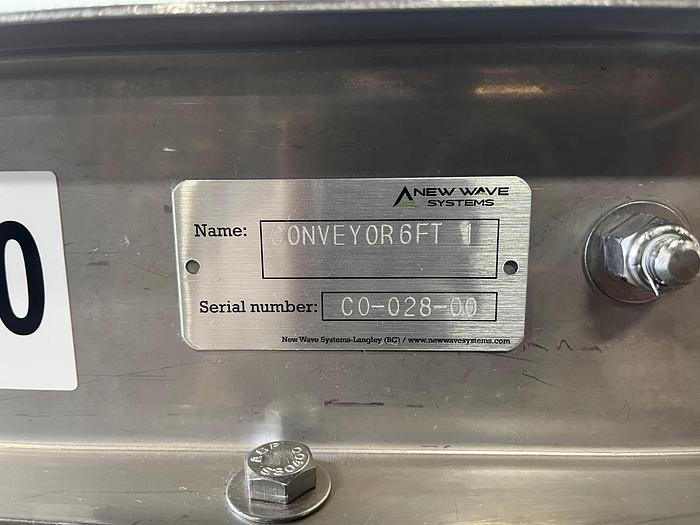 NEW WAVE
SYSTEMS
Name: CONVEYOR6FT 1
Serial number: CO-028-00
New Wave Systems-Langley (BC) / www.newwavesystems.com
0